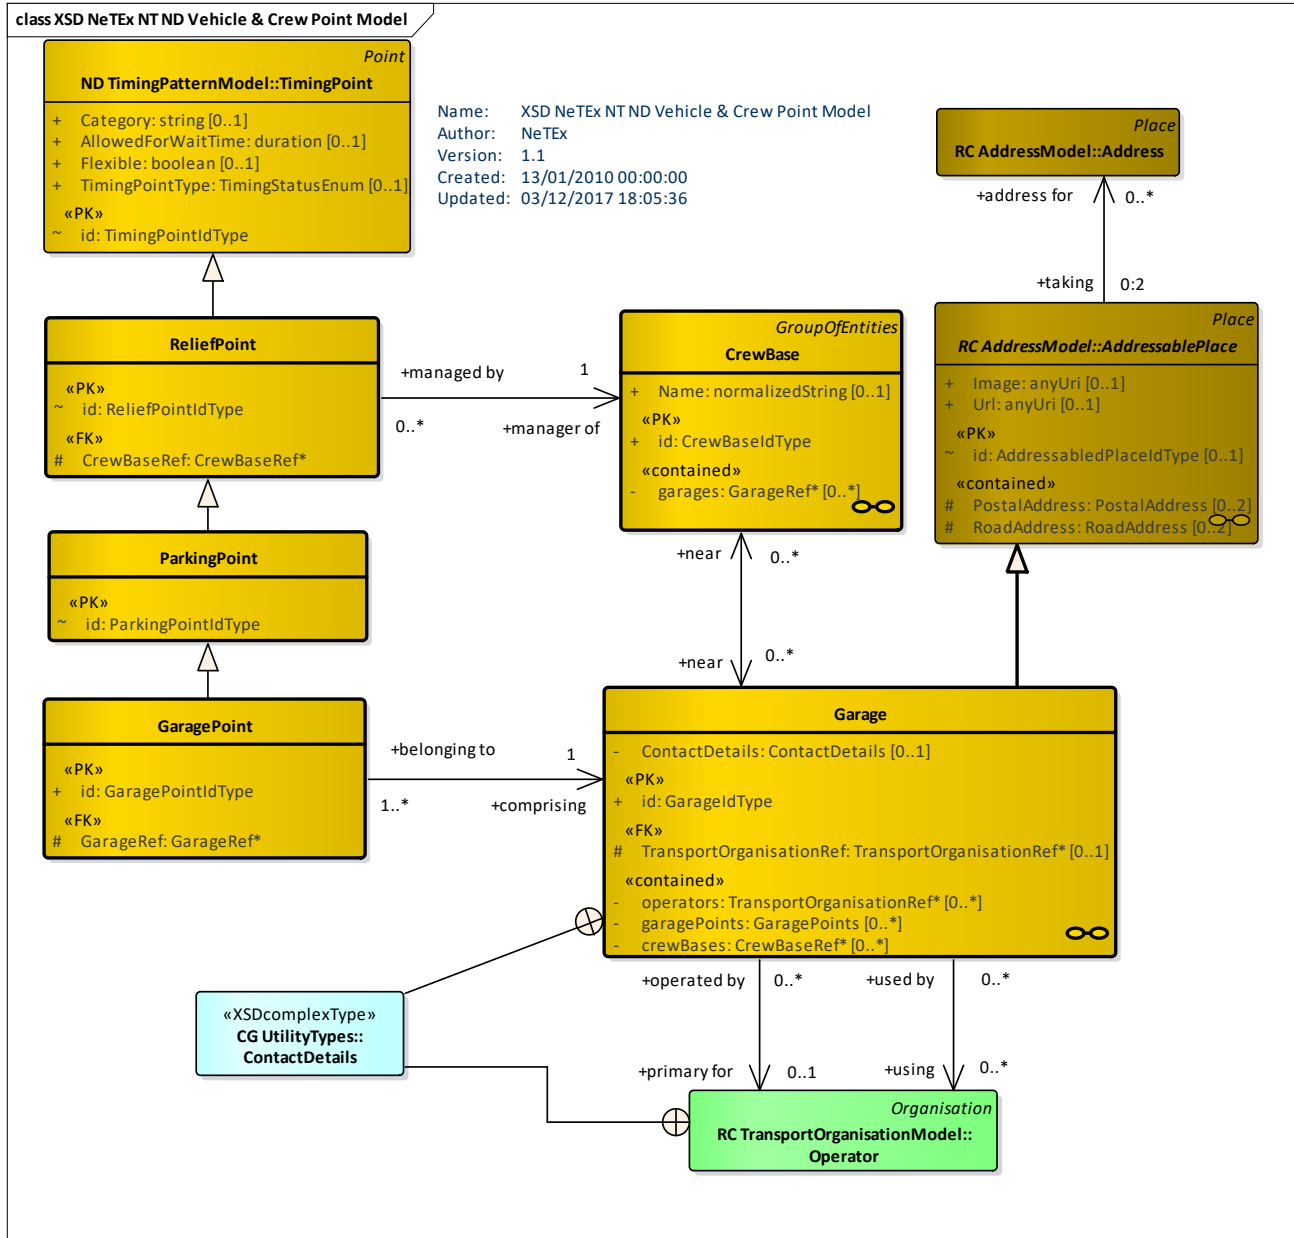 class XSD NeTEx NT ND Vehicle & Crew Point Model
Point
ND TimingPatternModel::TimingPoint
+ Category: string [0..1]
+ AllowedForWaitTime: duration [0..1]
+ Flexible: boolean [0..1]
+ TimingPointType: TimingStatusEnum [0..1]
«PK»
~ id: TimingPointIdType
Name: XSD NeTEx NT ND Vehicle & Crew Point Model
Author: NeTEx
Version: 1.1
Created: 13/01/2010 00:00:00
Updated: 03/12/2017 18:05:36
Place
RC AddressModel::Address
+address for 0..*
+taking 0:2
ReliefPoint
«PK»
~ id: ReliefPointIdType
«FK»
# CrewBaseRef: CrewBaseRef*
+managed by 1
0..* +manager of
GroupOfEntities
CrewBase
+ Name: normalizedString [0..1]
«PK»
+ id: CrewBaseIdType
«contained»
- garages: GarageRef* [0..*]
Place
RC AddressModel::AddressablePlace
+ Image: anyUri [0..1]
+ Url: anyUri [0..1]
«PK»
~ id: AddressabledPlaceIdType [0..1]
«contained»
# PostalAddress: PostalAddress [0..2]
# RoadAddress: RoadAddress [0..2]
ParkingPoint
«PK»
~ id: ParkingPointIdType
+near 0..*
+near 0..*
GaragePoint
«PK»
+ id: GaragePointIdType
«FK»
# GarageRef: GarageRef*
+belonging to 1
1..* +comprising
Garage
- ContactDetails: ContactDetails [0..1]
«PK»
+ id: GarageIdType
«FK»
# TransportOrganisationRef: TransportOrganisationRef* [0..1]
«contained»
- operators: TransportOrganisationRef* [0..*]
- garagePoints: GaragePoints [0..*]
- crewBases: CrewBaseRef* [0..*]
+operated by 0..* +used by 0..*
«XSDcomplexType»
CG UtilityTypes::
ContactDetails
+primary for 0..1 +using 0..*
Organisation
RC TransportOrganisationModel::
Operator